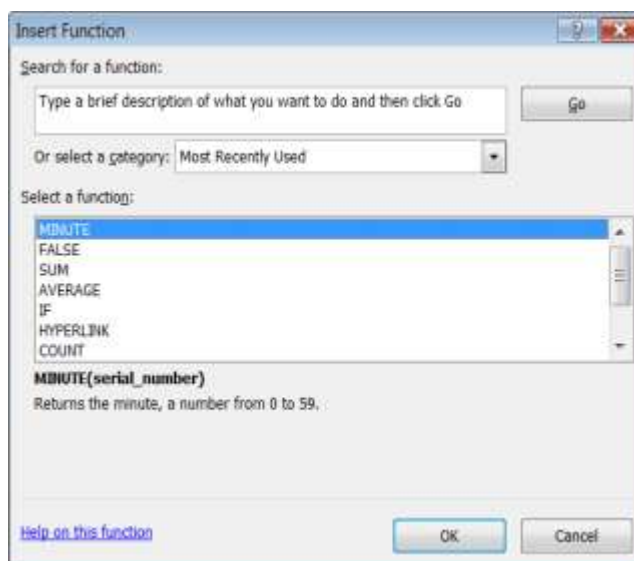 Insert Function
Search for a function:
Type a brief description of what you want to do and then click Go
Go
Or select a category: Most Recently Used
Select a function:
MINUTE
FALSE
SUM
AVERAGE
IF
HYPERLINK
COUNT
MINUTE(serial_number)
Returns the minute, a number from 0 to 59.
Help on this function
OK
Cancel